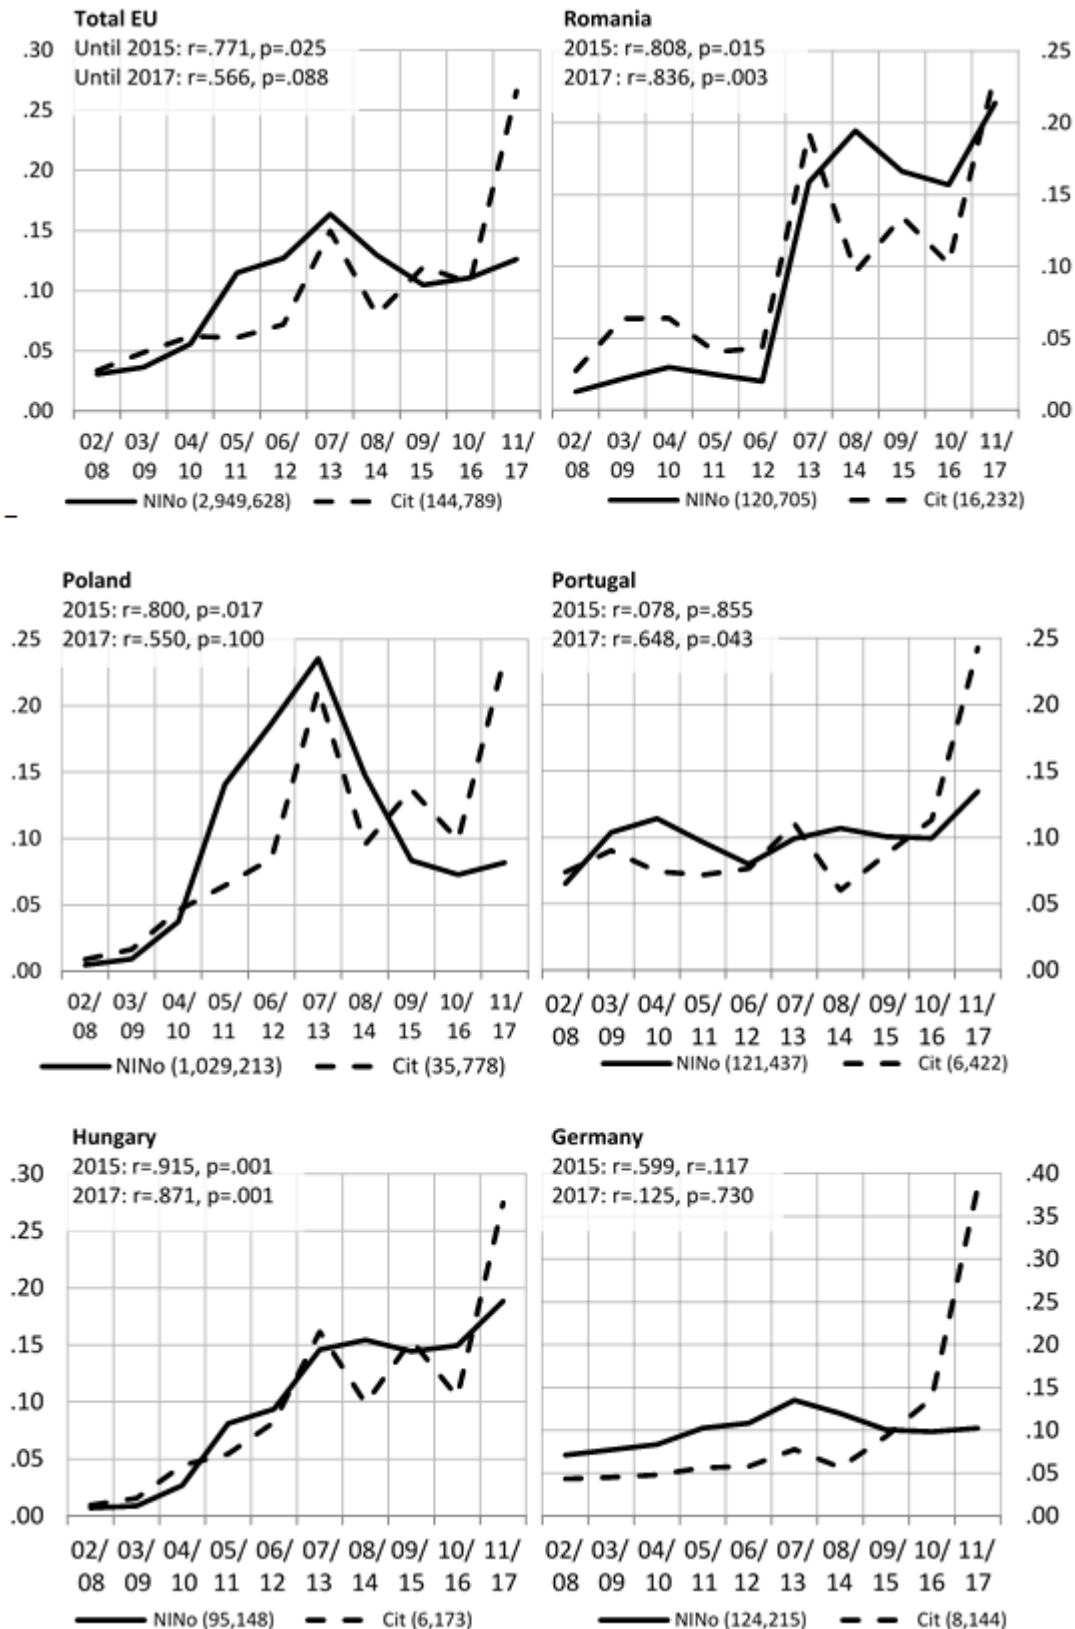 Total EU
Until 2015: r=.771, p=.025
Until 2017: r=.566, p=.088
.30
.25
.20
.15
.10
.05
.00
02/ 03/ 04/ 05/ 06/ 07/ 08/ 09/ 10/ 11/
08 09 10 11 12 13 14 15 16 17
NINo (2,949,628) Cit (144,789)
Romania
2015: r=.808, p=.015
2017 : r=.836, p=.003
.25
.20
.15
.10
.05
.00
02/ 03/ 04/ 05/ 06/ 07/ 08/ 09/ 10/ 11/
08 09 10 11 12 13 14 15 16 17
NINo (120,705) Cit (16,232)
Poland
2015: r=.800, p=.017
2017: r=.550, p=.100
.25
.20
.15
.10
.05
.00
02/ 03/ 04/ 05/ 06/ 07/ 08/ 09/ 10/ 11/
08 09 10 11 12 13 14 15 16 17
NINo (1,029,213) Cit (35,778)
Portugal
2015: r=.078, p=.855
2017: r=.648, p=.043
.25
.20
.15
.10
.05
.00
02/ 03/ 04/ 05/ 06/ 07/ 08/ 09/ 10/ 11/
08 09 10 11 12 13 14 15 16 17
NINo (121,437) Cit (6,422)
Hungary
2015: r=.915, p=.001
2017: r=.871, p=.001
.30
.25
.20
.15
.10
.05
.00
02/ 03/ 04/ 05/ 06/ 07/ 08/ 09/ 10/ 11/
08 09 10 11 12 13 14 15 16 17
NINo (95,148) Cit (6,173)
Germany
2015: r=.599, r=.117
2017: r=.125, p=.730
.40
.35
.30
.25
.20
.15
.10
.05
.00
02/ 03/ 04/ 05/ 06/ 07/ 08/ 09/ 10/ 11/
08 09 10 11 12 13 14 15 16 17
NINo (124,215) Cit (8,144)